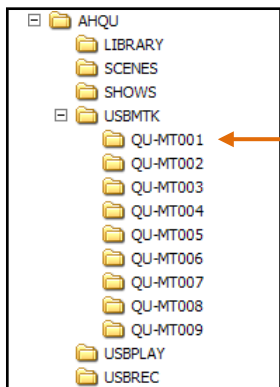 AHQU
LIBRARY
SCENES
SHOWS
USBMTK
QU-MT001
QU-MT002
QU-MT003
QU-MT004
QU-MT005
QU-MT006
QU-MT007
QU-MT008
QU-MT009
USBPLAY
USBREC